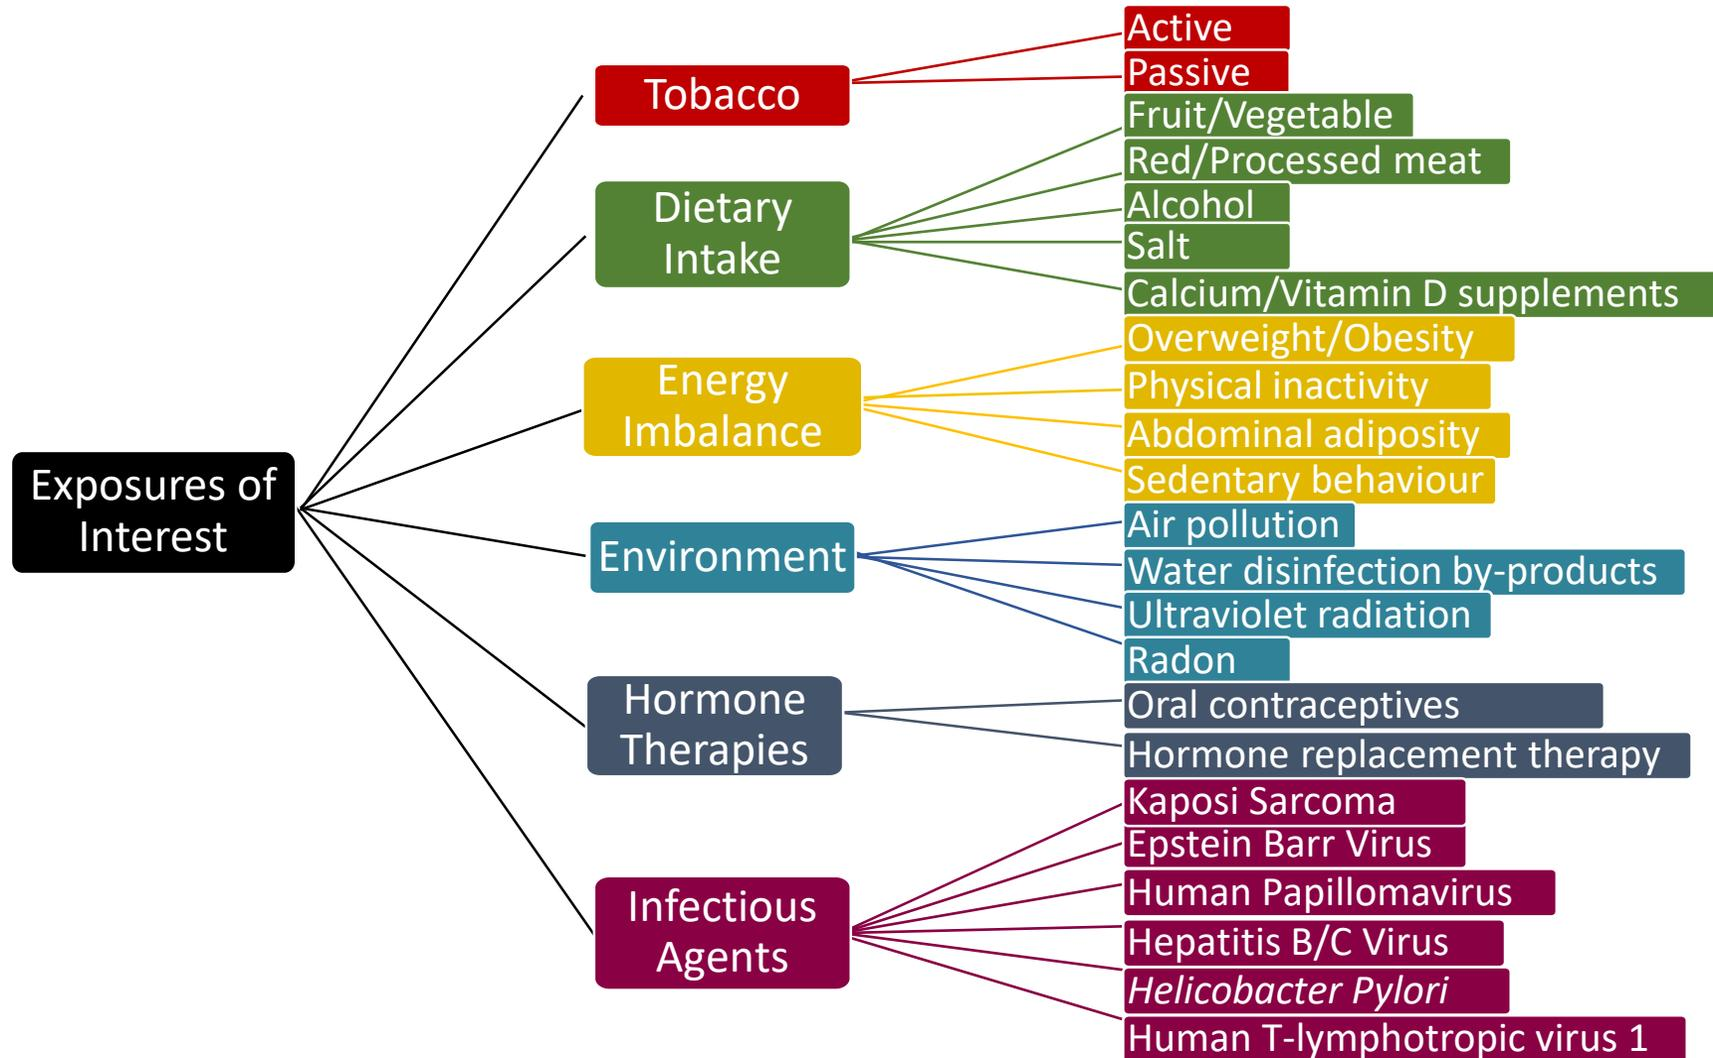 Exposures of
Interest
Tobacco
Active
Passive
Dietary
Intake
Fruit/Vegetable
Red/Processed meat
Alcohol
Salt
Calcium/Vitamin D supplements
Energy
Imbalance
Overweight/Obesity
Physical inactivity
Abdominal adiposity
Sedentary behaviour
Environment
Air pollution
Water disinfection by-products
Ultraviolet radiation
Radon
Hormone
Therapies
Oral contraceptives
Hormone replacement therapy
Infectious
Agents
Kaposi Sarcoma
Epstein Barr Virus
Human Papillomavirus
Hepatitis B/C Virus
Helicobacter Pylori
Human T-lymphotropic virus 1